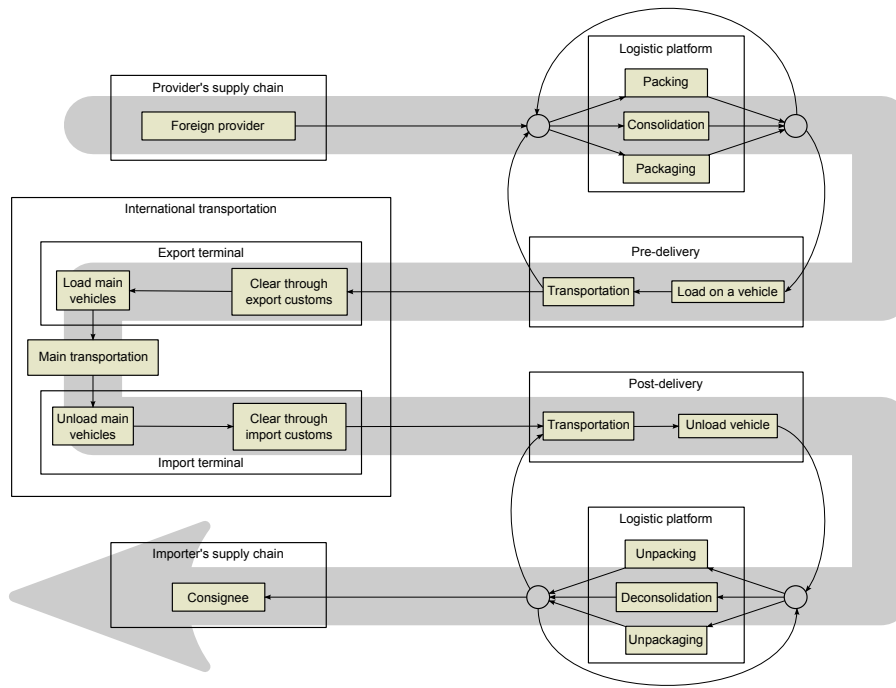 Logistic platform
Packing
Provider's supply chain
Foreign provider
Consolidation
Packaging
International transportation
Export terminal
Pre-delivery
Load main
vehicles
Clear through
export customs
Transportation
Load on a vehicle
Main transportation
Post-delivery
Unload main
vehicles
Clear through
import customs
Transportation
Unload vehicle
Import terminal
Logistic platform
Importer's supply chain
Unpacking
Consignee
Deconsolidation
Unpackaging